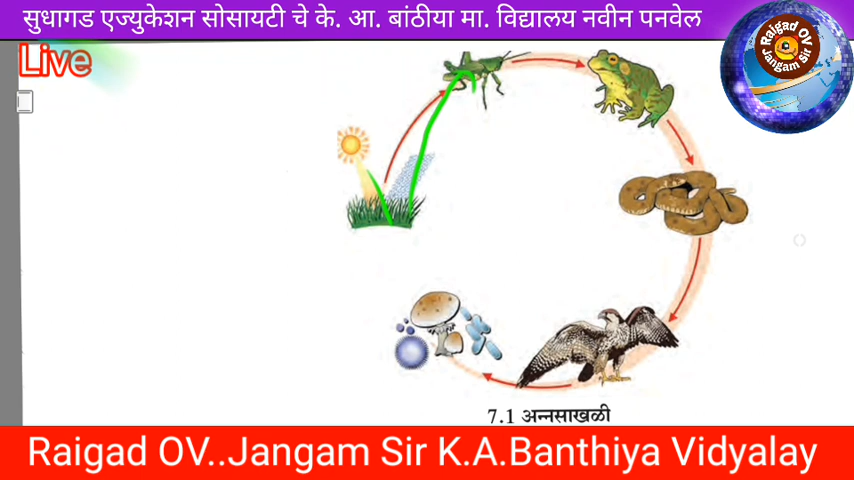 सुधागड एज्युकेशन सोसायटी चे के. आ. बांठीया मा. विद्यालय नवीन पनवेल
Raigad OV
Jangam Sir
Live
7.1 अन्नसाखळी
Raigad OV..Jangam Sir K.A.Banthiya Vidyalay